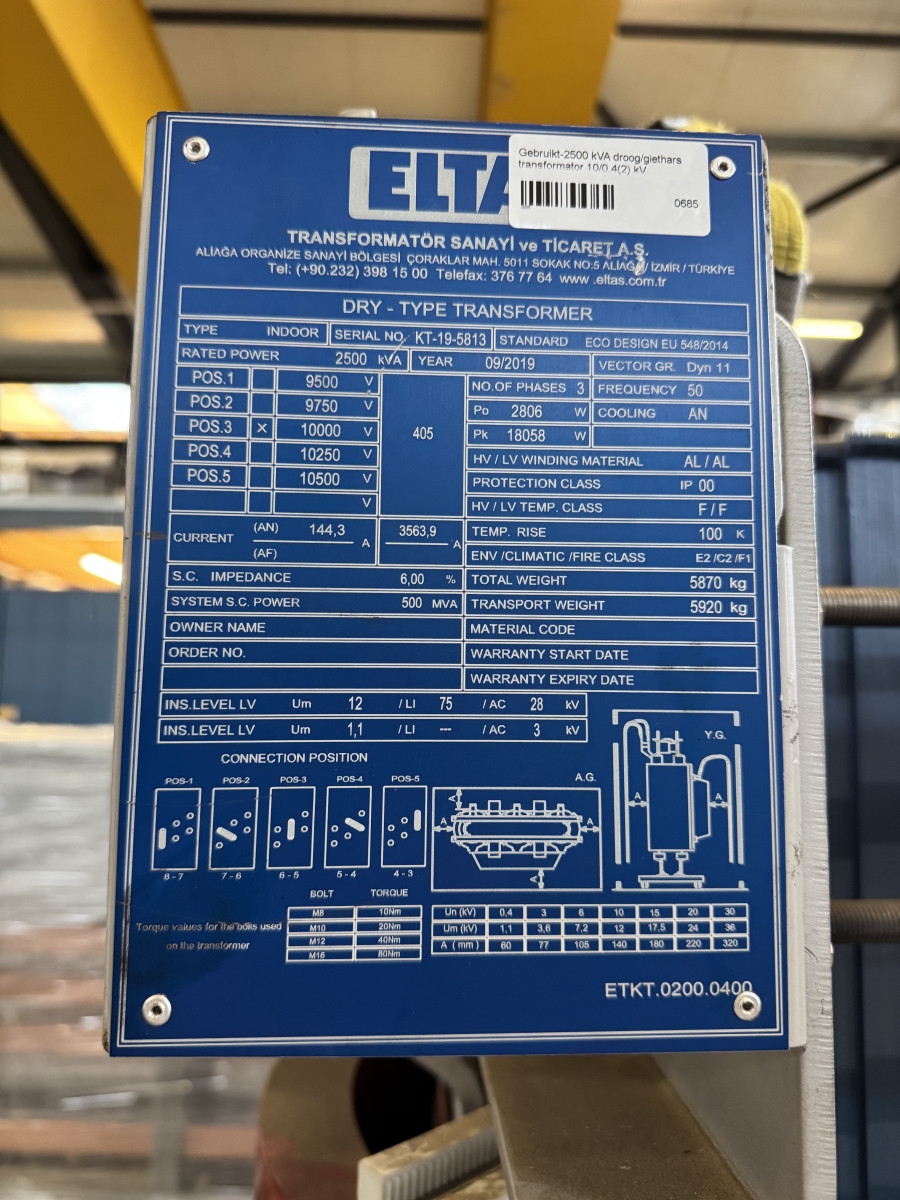 Gebruikt-2500 kVA droog/giethars
transformator 10/0.4(2) kV
0685
ELTA
TRANSFORMATÖR SANAYİ ve TİCARET A.Ş.
ALİAĞA ORGANIZE SANAYİ BÖLGESİ ÇORAKLAR MAH. 5011 SOKAK NO:5 ALİAĞA/ İZMİR / TÜRKİYE
Tel: (+90.232) 398 15 00 Telefax: 376 77 64 www .eltas.com.tr
DRY - TYPE TRANSFORMER
TYPE INDOOR SERIAL NO. KT-19-5813 STANDARD ECO DESIGN EU 548/2014
RATED POWER 2500 kVA YEAR 09/2019 VECTOR GR. Dyn 11
POS.1 9500 V NO.OF PHASES 3 FREQUENCY 50
POS.2 9750 V Po 2806 W COOLING AN
POS.3 X 10000 V 405 Pk 18058 W
POS.4 10250 V HV / LV WINDING MATERIAL AL / AL
POS.5 10500 V PROTECTION CLASS IP 00
V HV / LV TEMP. CLASS F / F
CURRENT (AN) 144,3 A 3563,9 A TEMP. RISE 100 K
(AF) ENV /CLIMATIC /FIRE CLASS E2 /C2 /F1
S.C. IMPEDANCE 6,00 % TOTAL WEIGHT 5870 kg
SYSTEM S.C. POWER 500 MVA TRANSPORT WEIGHT 5920 kg
OWNER NAME MATERIAL CODE
ORDER NO. WARRANTY START DATE
WARRANTY EXPIRY DATE
INS.LEVEL LV Um 12 / LI 75 / AC 28 kV
INS.LEVEL LV Um 1,1 / LI --- / AC 3 kV
CONNECTION POSITION
POS-1 POS-2 POS-3 POS-4 POS-5
8 - 7 7 - 6 6 - 5 5 - 4 4 - 3
A.G. Y.G.
A A A A A A
BOLT TORQUE
M8 10Nm
M10 20Nm
M12 40Nm
M16 80Nm
Torque values for the bolts used
on the transformer
Un (kV) 0,4 3 6 10 15 20 30
Um (kV) 1,1 3,6 7,2 12 17,5 24 36
A ( mm ) 60 77 105 140 180 220 320
ETKT.0200.0400